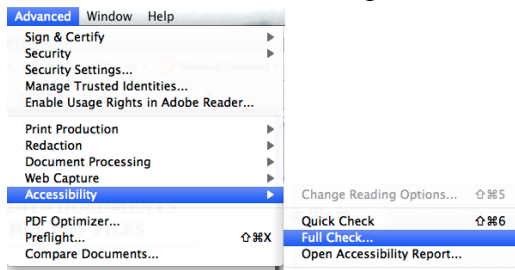 Advanced Window Help
Sign & Certify
Security
Security Settings...
Manage Trusted Identities...
Enable Usage Rights in Adobe Reader...
Print Production
Redaction
Document Processing
Web Capture
Accessibility
Change Reading Options... ⇧⌘5
PDF Optimizer...
Quick Check ⇧⌘6
Preflight... ⇧⌘X
Full Check...
Compare Documents...
Open Accessibility Report...